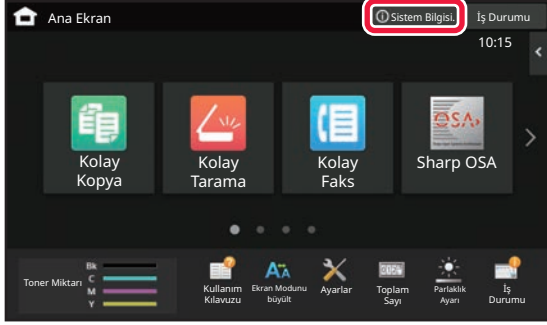 Ana Ekran
Sistem Bilgisi.
İş Durumu
10:15
Kolay
Kopya
Kolay
Tarama
Kolay
Faks
OSA
Sharp OSA
Toner Miktarı
Bk
C
M
Y
Kullanım
Kılavuzu
Ekran Modunu
büyült
Ayarlar
Toplam
Sayı
Parlaklık
Ayarı
İş
Durumu